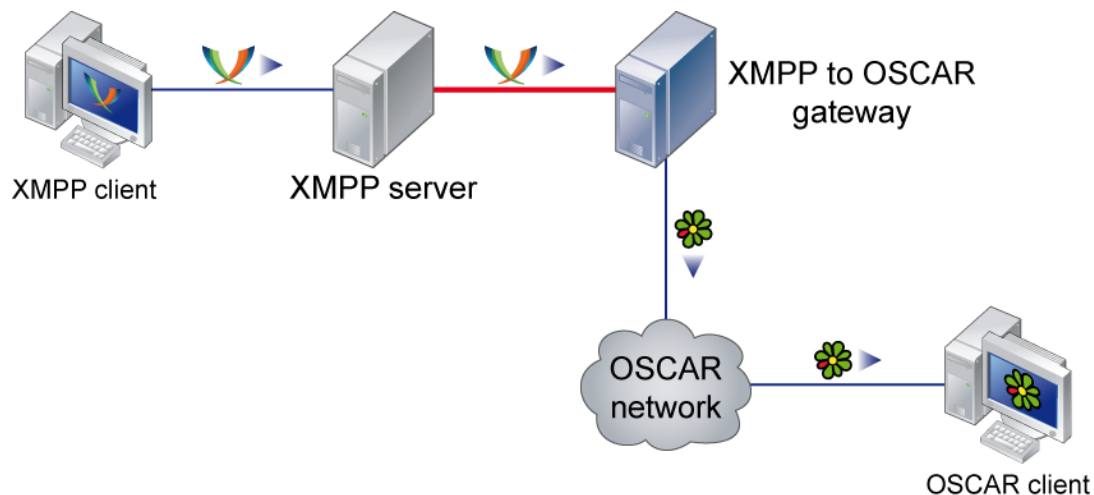 XMPP client
XMPP server
XMPP to OSCAR
gateway
OSCAR
network
OSCAR client